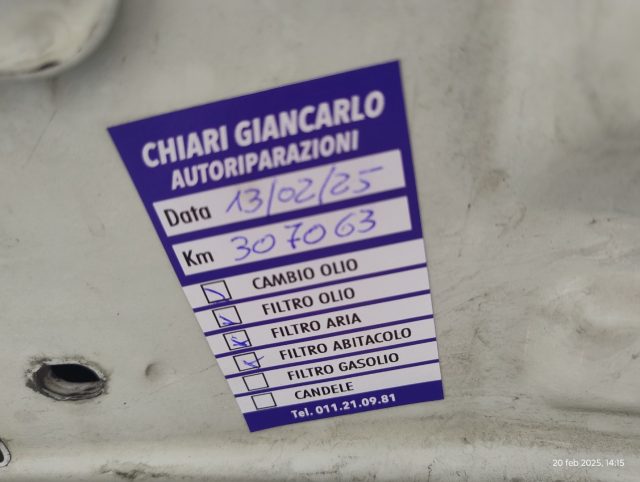 CHIARI GIANCARLO
AUTORIPARAZIONI
Data 13/02/25
Km 307063
CAMBIO OLIO
FILTRO OLIO
FILTRO ARIA
FILTRO ABITACOLO
FILTRO GASOLIO
CANDELE
Tel. 011.21.09.81
20 feb 2025, 14:15